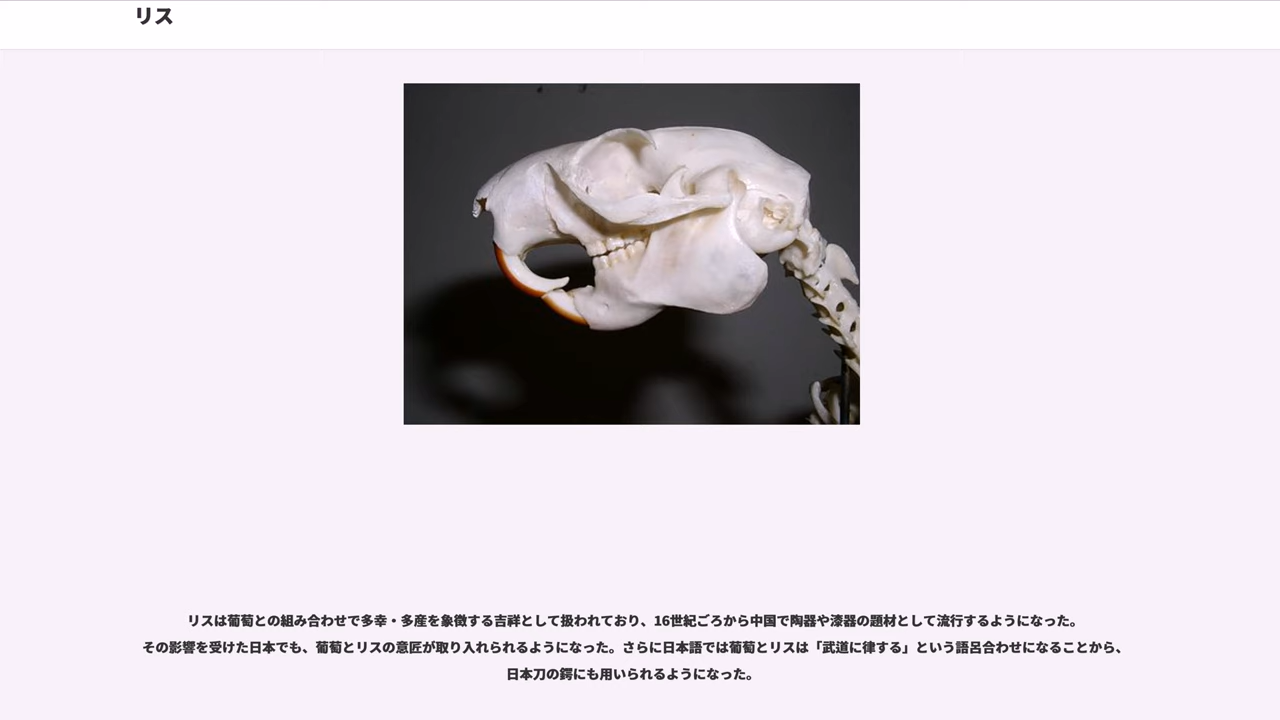 リス
リスは葡萄との組み合わせで多幸・多産を象徴する吉祥として扱われており、16世紀ごろから中国で陶器や漆器の題材として流行するようになった。
その影響を受けた日本でも、葡萄とリスの意匠が取り入れられるようになった。さらに日本語では葡萄とリスは「武道に律する」という語呂合わせになることから、
日本刀の鍔にも用いられるようになった。